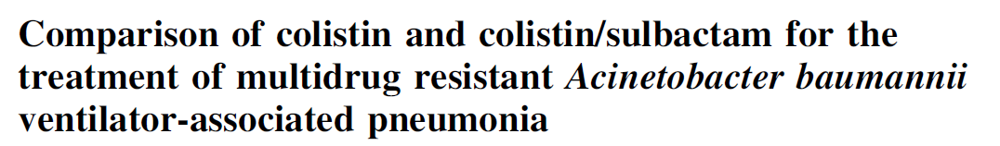 Comparison of colistin and colistin/sulbactam for the
treatment of multidrug resistant Acinetobacter baumannii
ventilator-associated pneumonia